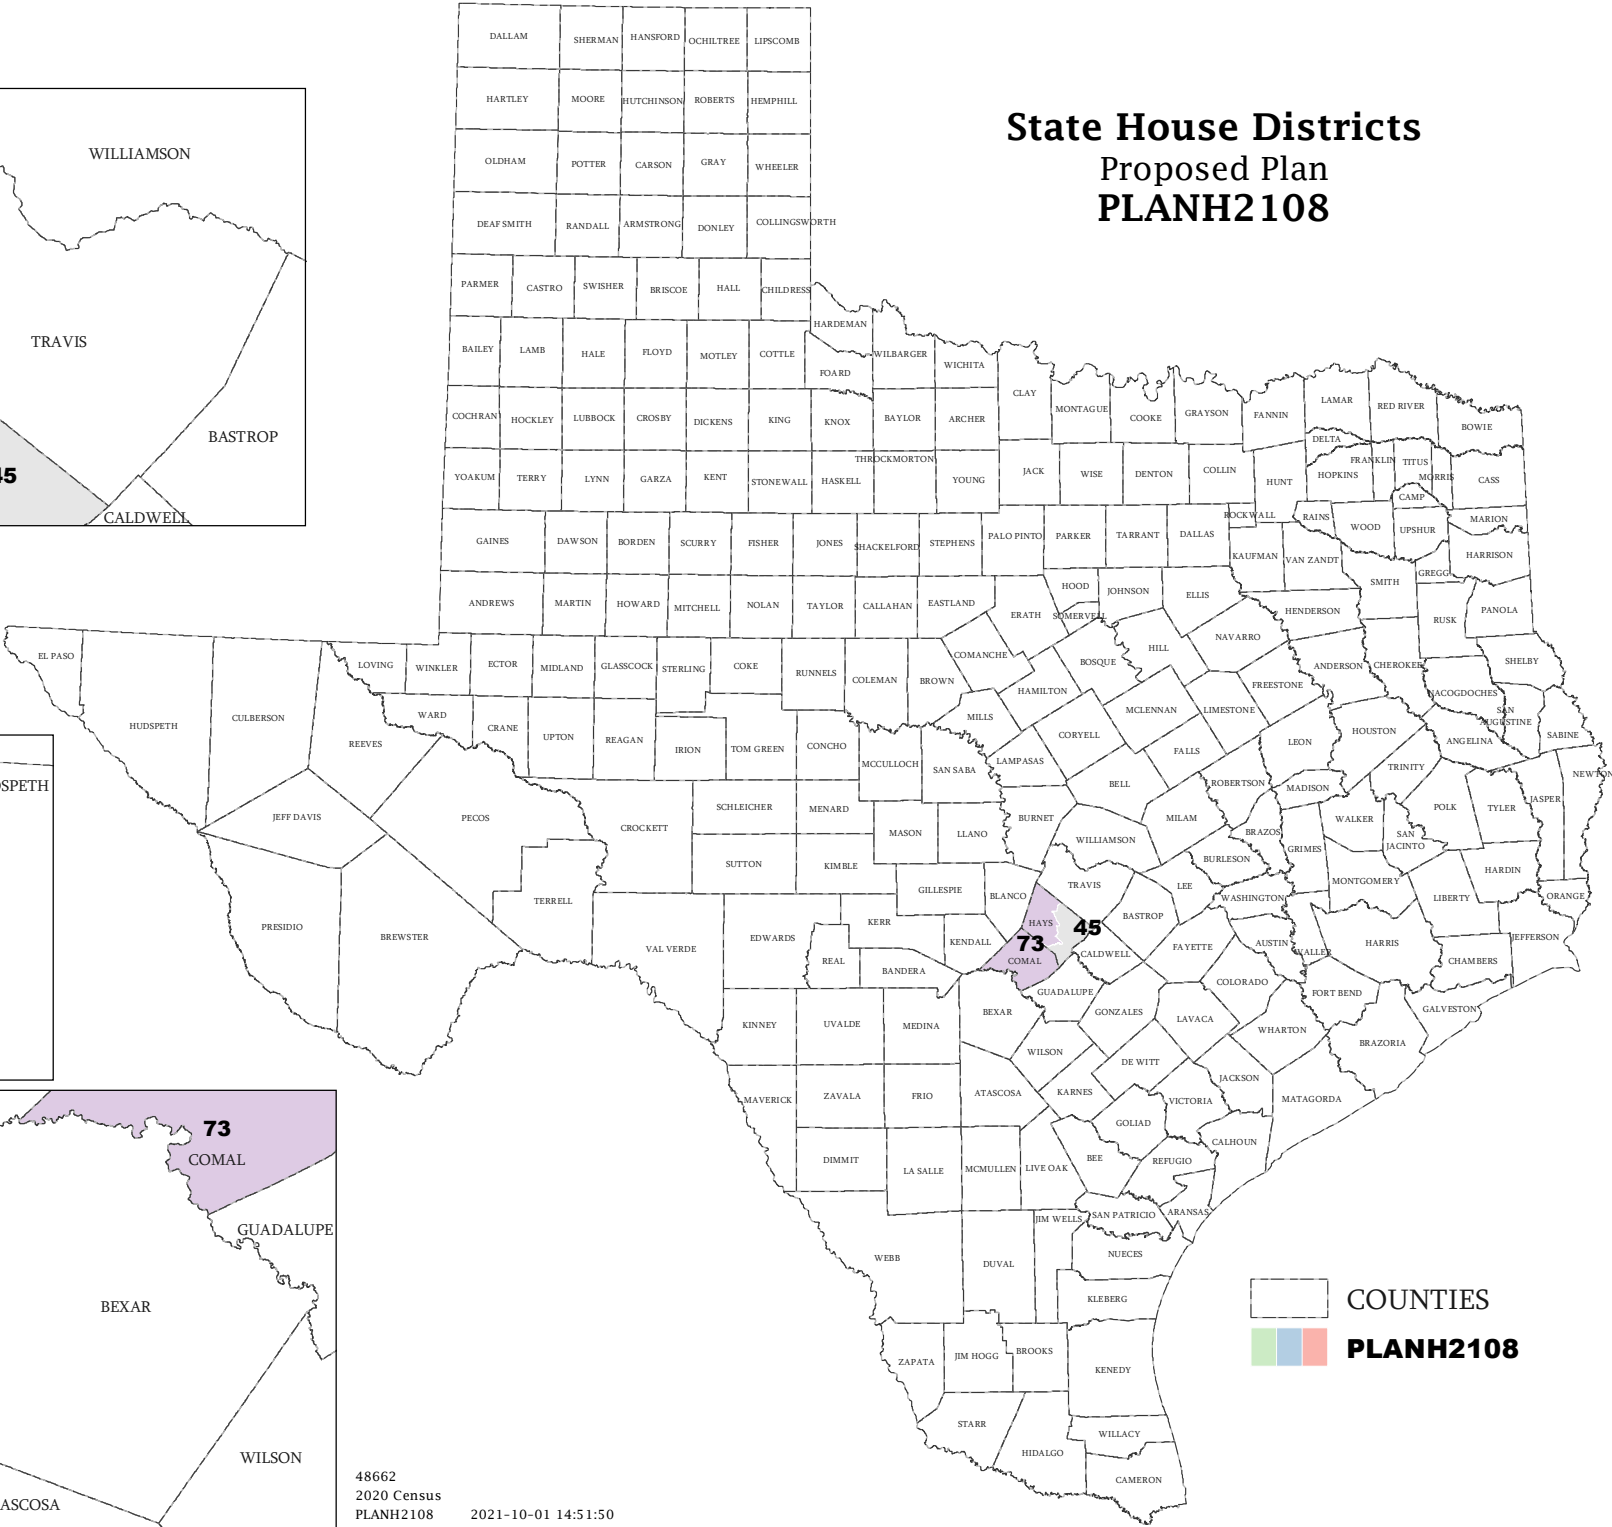 State House Districts
Proposed Plan
PLANH2108
WILLIAMSON
TRAVIS
BASTROP
45
CALDWELL
SPETH
73
COMAL
GUADALUPE
BEXAR
WILSON
ASCOSA
DALLAM
SHERMAN
HANSFORD
OCHILTREE
LIPSCOMB
HARTLEY
MOORE
HUTCHINSON
ROBERTS
HEMPHILL
OLDHAM
POTTER
CARSON
GRAY
WHEELER
DEAF SMITH
RANDALL
ARMSTRONG
DONLEY
COLLINGSWORTH
PARMER
CASTRO
SWISHER
BRISCOE
HALL
CHILDRESS
HARDEMAN
BAILEY
LAMB
HALE
FLOYD
MOTLEY
COTTLE
FOARD
WILBARGER
WICHITA
CLAY
MONTAGUE
COOKE
GRAYSON
FANNIN
LAMAR
RED RIVER
BOWIE
COCHRAN
HOCKLEY
LUBBOCK
CROSBY
DICKENS
KING
KNOX
BAYLOR
ARCHER
DELTA
YOAKUM
TERRY
LYNN
GARZA
KENT
STONEWALL
HASKELL
THROCKMORTON
YOUNG
JACK
WISE
DENTON
COLLIN
HUNT
HOPKINS
FRANKLIN
TITUS
MORRIS
CASS
CAMP
GAINES
DAWSON
BORDEN
SCURRY
FISHER
JONES
SHACKELFORD
STEPHENS
PALO PINTO
PARKER
TARRANT
DALLAS
ROCKWALL
RAINS
WOOD
UPSHUR
MARION
KAUFMAN
VAN ZANDT
HARRISON
GREGG
SMITH
ANDREWS
MARTIN
HOWARD
MITCHELL
NOLAN
TAYLOR
CALLAHAN
EASTLAND
ERATH
HOOD
SOMERVELL
JOHNSON
ELLIS
HENDERSON
RUSK
PANOLA
NAVARRO
EL PASO
HUDSPETH
CULBERSON
LOVING
WINKLER
ECTOR
MIDLAND
GLASSCOCK
STERLING
COKE
RUNNELS
COLEMAN
BROWN
COMANCHE
HAMILTON
BOSQUE
HILL
FREESTONE
ANDERSON
CHEROKEE
NACOGDOCHES
SHELBY
SAN
AUGUSTINE
SABINE
REEVES
WARD
CRANE
UPTON
REAGAN
IRION
TOM GREEN
CONCHO
MCCULLOCH
SAN SABA
MILLS
LAMPASAS
CORYELL
MCLENNAN
LIMESTONE
FALLS
LEON
HOUSTON
ANGELINA
TRINITY
NEWTON
JASPER
TYLER
POLK
JEFF DAVIS
PECOS
CROCKETT
SCHLEICHER
MENARD
MASON
LLANO
BURNET
BELL
WILLIAMSON
MILAM
ROBERTSON
MADISON
BRAZOS
GRIMES
WALKER
SAN
JACINTO
HARDIN
SUTTON
KIMBLE
GILLESPIE
BLANCO
TRAVIS
LEE
BURLESON
WASHINGTON
MONTGOMERY
LIBERTY
ORANGE
PRESIDIO
BREWSTER
TERRELL
VAL VERDE
EDWARDS
KERR
REAL
BANDERA
KENDALL
HAYS
73
COMAL
45
BASTROP
CALDWELL
FAYETTE
AUSTIN
WALLER
HARRIS
CHAMBERS
JEFFERSON
GUADALUPE
COLORADO
FORT BEND
GALVESTON
KINNEY
UVALDE
MEDINA
BEXAR
GONZALES
LAVACA
WHARTON
BRAZORIA
WILSON
DE WITT
JACKSON
MATAGORDA
MAVERICK
ZAVALA
FRIO
ATASCOSA
KARNES
VICTORIA
GOLIAD
CALHOUN
DIMMIT
LA SALLE
MCMULLEN
LIVE OAK
BEE
REFUGIO
ARANSAS
SAN PATRICIO
JIM WELLS
NUECES
WEBB
DUVAL
KLEBERG
ZAPATA
JIM HOGG
BROOKS
KENEDY
STARR
HIDALGO
WILLACY
CAMERON
COUNTIES
PLANH2108
48662
2020 Census
PLANH2108 2021-10-01 14:51:50